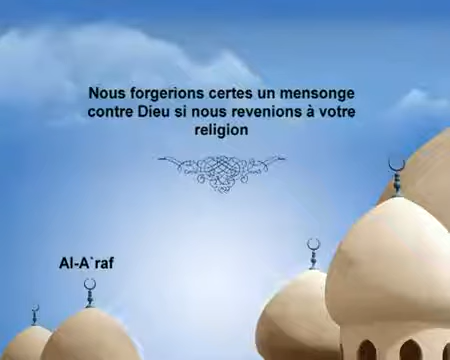 Nous forgerions certes un mensonge
contre Dieu si nous revenions à votre
religion
Al-A`raf